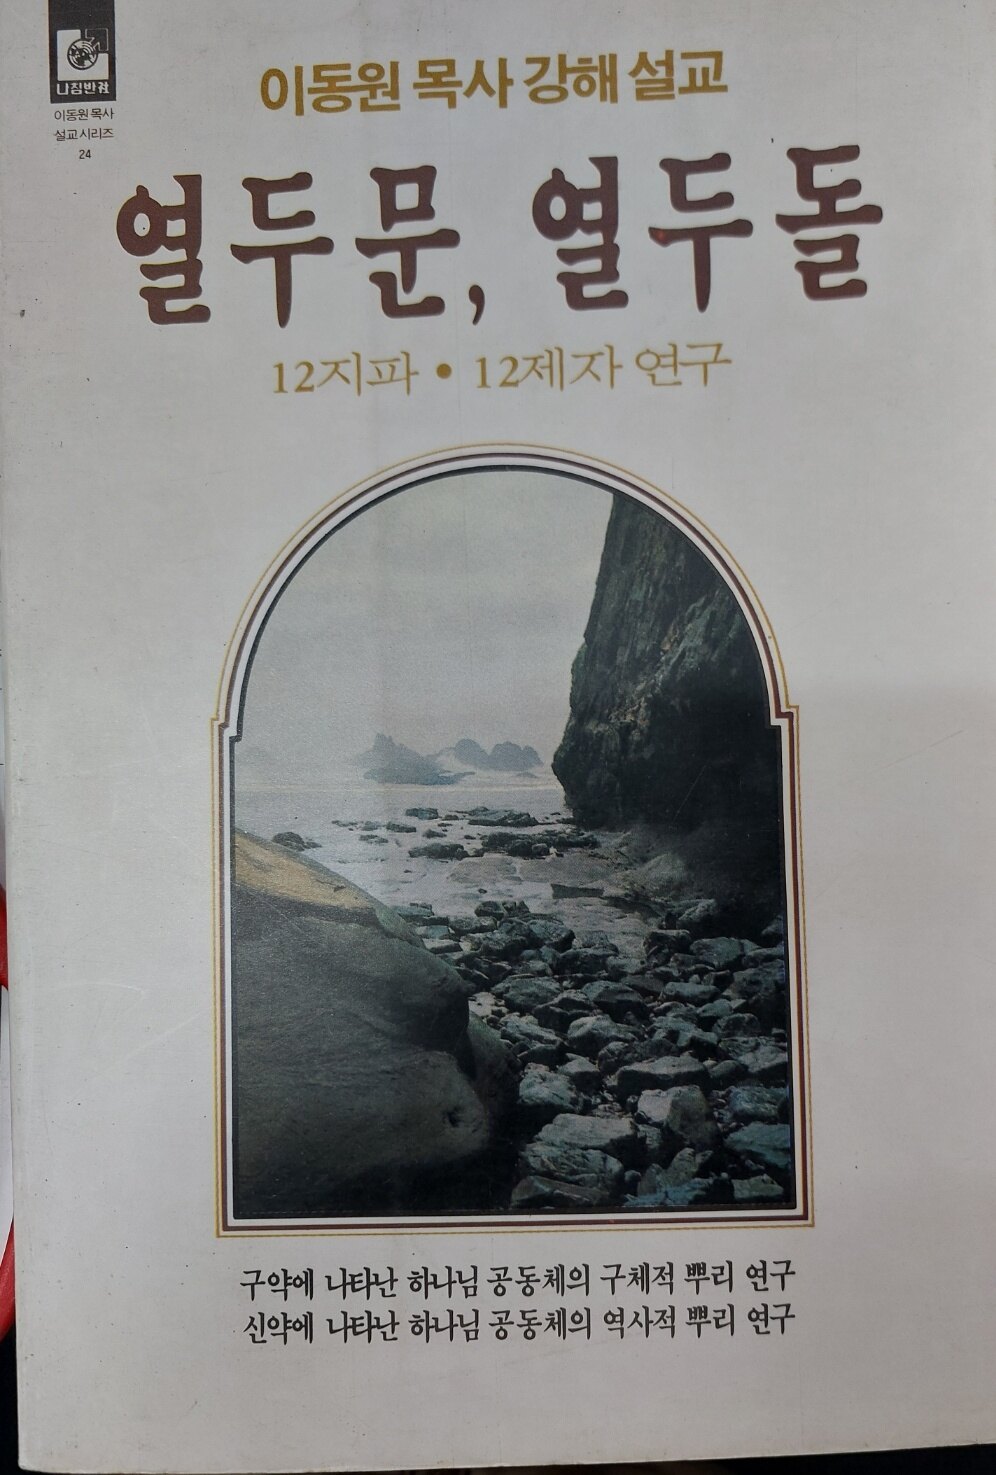 나침반社
이동원 목사
설교 시리즈
24
이동원 목사 강해 설교
열두문, 열두돌
12지파 • 12제자 연구
구약에 나타난 하나님 공동체의 구체적 뿌리 연구
신약에 나타난 하나님 공동체의 역사적 뿌리 연구